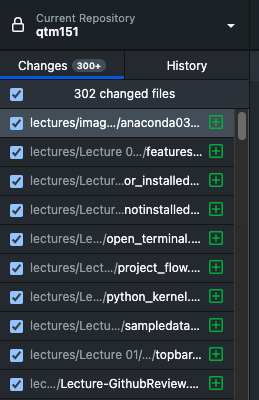 Current Repository
qtm151
Changes 300+ History
302 changed files
lectures/imag.../anaconda03...
lectures/Lecture 0.../features...
lectures/Lectur...or_installed...
lectures/Lectur...notinstalled...
lectures/Le.../open_terminal....
lectures/Lect.../project_flow....
lectures/Le.../python_kernel....
lectures/Lectu.../sampledata...
lectures/Lecture 01/.../topbar...
lec.../Lecture-GithubReview....